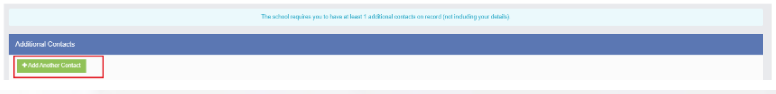 The school requires you to have at least 1 additional contacts on record (not including your details)
Additional Contacts
+Add Another Contact